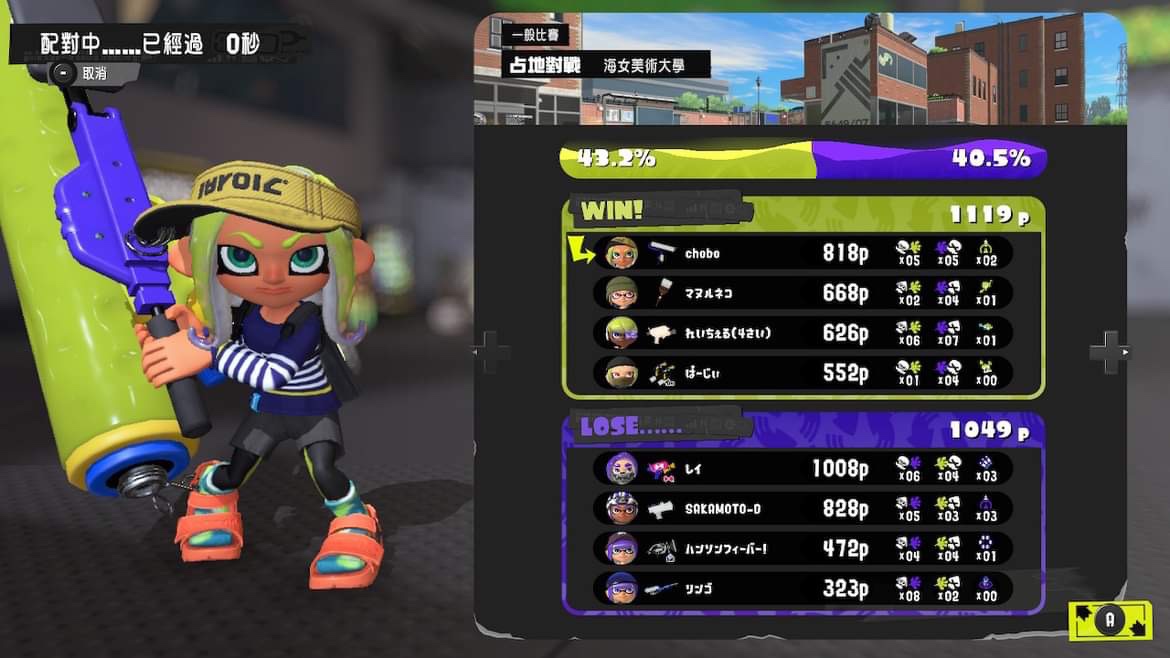 配對中......已經過 0秒
取消
一般比賽
占地對戰 海女美術大學
43.2% 40.5%
WIN! 1119 p
chobo 818p x05 x05 x02
マヌルネコ 668p x02 x04 x01
れいちぇる(4さい) 626p x06 x07 x01
ばーじぃ 552p x01 x04 x00
LOSE...... 1049 p
レイ 1008p x06 x04 x03
SAKAMOTO-D 828p x05 x03 x03
ハンソンフィーバー! 472p x04 x04 x01
リンゴ 323p x08 x02 x00
A